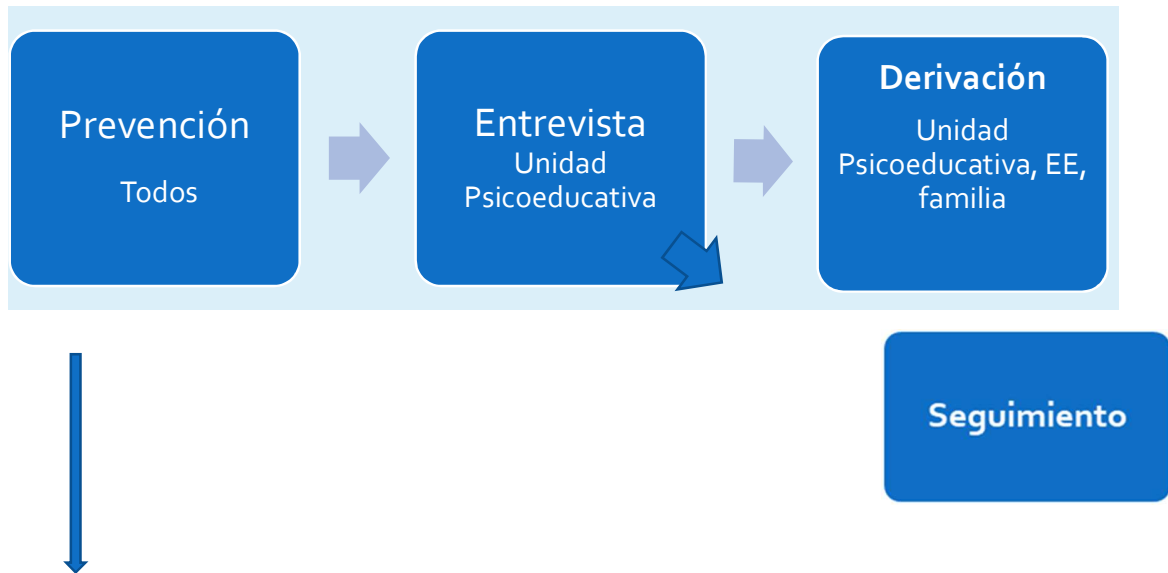 Prevención
Todos
Entrevista
Unidad
Psicoeducativa
Derivación
Unidad
Psicoeducativa, EE,
familia
Seguimiento